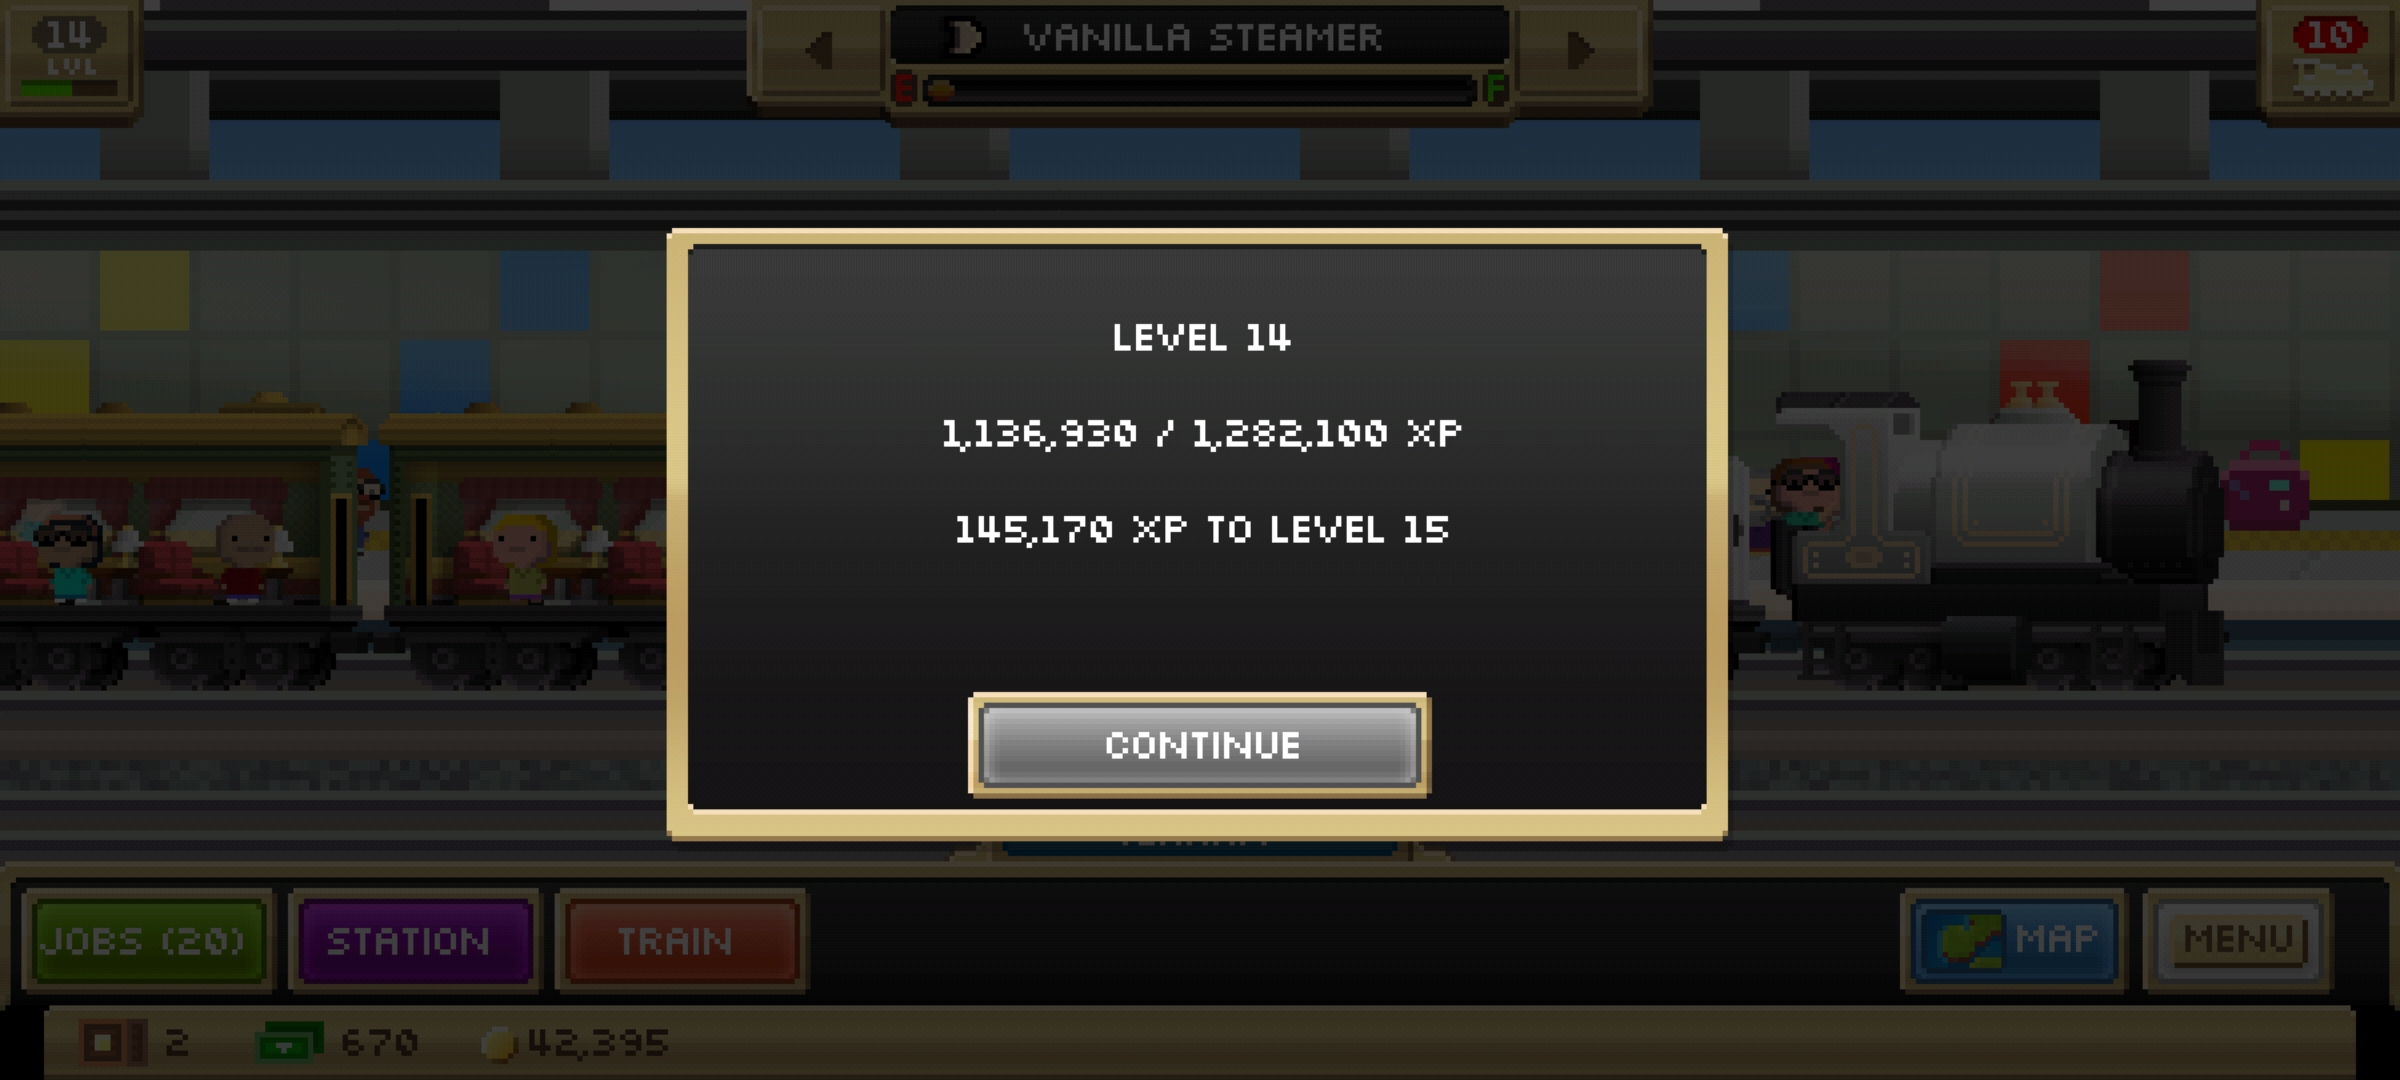 14
LVL
VANILLA STEAMER
E
F
10
LEVEL 14
1,136,930 / 1,282,100 XP
145,170 XP TO LEVEL 15
CONTINUE
JOBS (20)
STATION
TRAIN
MAP
MENU
2
670
42,395